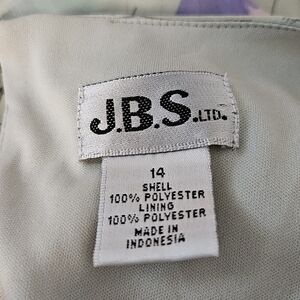 J.B.S.LTD.
14
SHELL
100% POLYESTER
LINING
100% POLYESTER
MADE IN
INDONESIA